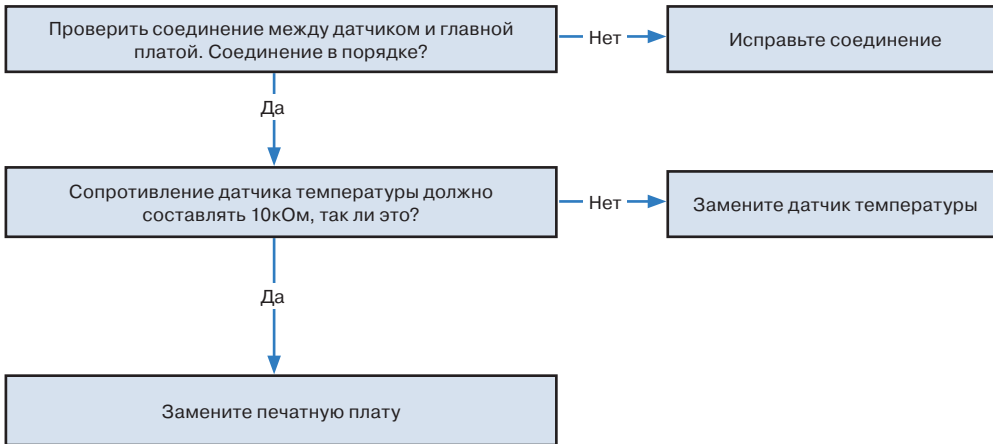 Проверить соединение между датчиком и главной
платой. Соединение в порядке?
Нет
Исправьте соединение
Да
Сопротивление датчика температуры должно
составлять 10кОм, так ли это?
Нет
Замените датчик температуры
Да
Замените печатную плату